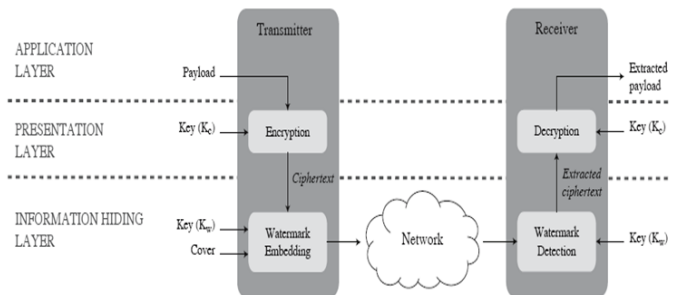 Transmitter
Receiver
APPLICATION
LAYER
Payload
Extracted
payload
PRESENTATION
LAYER
Key (Kc)
Encryption
Decryption
Key (Kc)
Ciphertext
Extracted
ciphertext
INFORMATION HIDING
LAYER
Key (Kw)
Cover
Watermark
Embedding
Network
Watermark
Detection
Key (Kw)